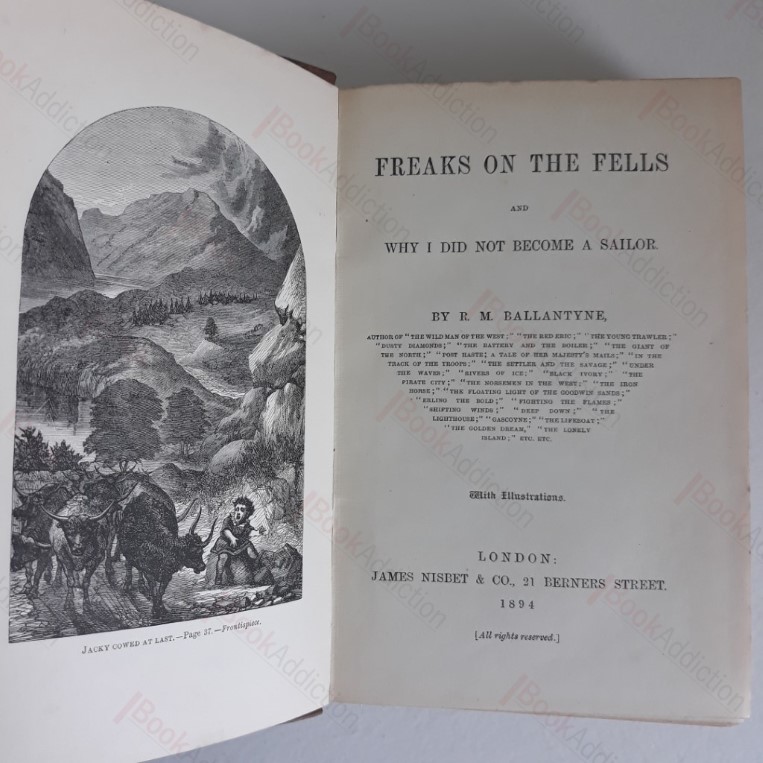 JACKY COWED AT LAST.—Page 57.—Frontispiece.
FREAKS ON THE FELLS
AND
WHY I DID NOT BECOME A SAILOR.
BY R. M. BALLANTYNE,
AUTHOR OF "THE WILD MAN OF THE WEST;" "THE RED ERIC;" "THE YOUNG TRAWLER;"
"DUSTY DIAMONDS;" "THE BATTERY AND THE BOILER;" "THE GIANT OF
THE NORTH;" "POST HASTE; A TALE OF HER MAJESTY'S MAILS;" "IN THE
TRACK OF THE TROOPS;" "THE SETTLER AND THE SAVAGE;" "UNDER
THE WAVES;" "RIVERS OF ICE;" "BLACK IVORY;" "THE
PIRATE CITY;" "THE NORSEMEN IN THE WEST;" "THE IRON
HORSE;" "THE FLOATING LIGHT OF THE GOODWIN SANDS;"
"ERLING THE BOLD;" "FIGHTING THE FLAMES;"
"SHIFTING WINDS;" "DEEP DOWN;" "THE
LIGHTHOUSE;" "GASCOYNE;" "THE LIFEBOAT;"
"THE GOLDEN DREAM," "THE LONELY
ISLAND;" ETC. ETC.
With Illustrations.
LONDON:
JAMES NISBET & CO., 21 BERNERS STREET.
1894
[All rights reserved.]
BookAddiction